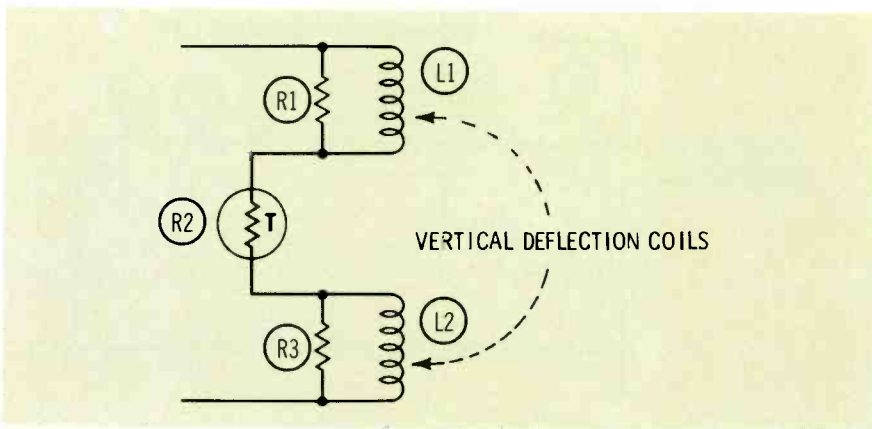 R1
L1
R2
T
VERTICAL DEFLECTION COILS
R3
L2